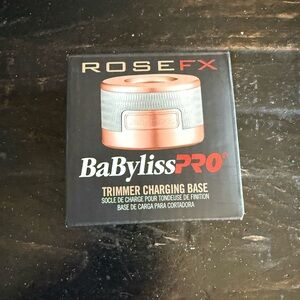 ROSEFX
BaBylissPRO®
TRIMMER CHARGING BASE
SOCLE DE CHARGE POUR TONDEUSE DE FINITION
BASE DE CARGA PARA CORTADORA